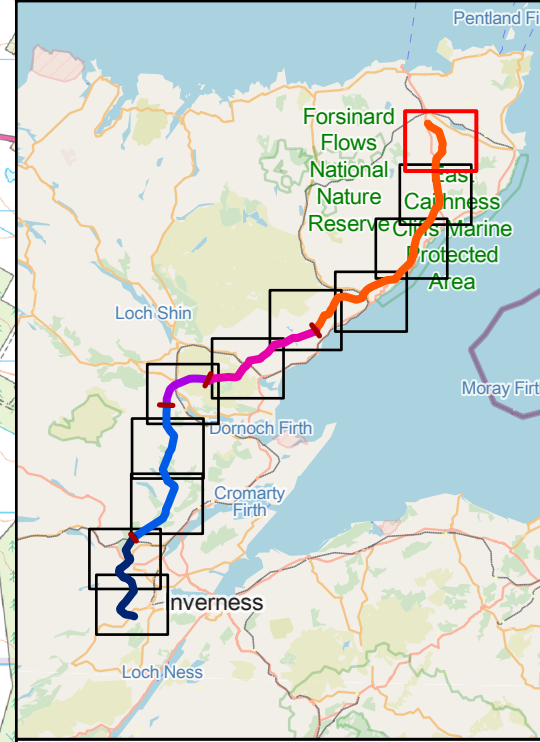 Pentland Fi
Forsinard
Flows
National
Nature
Reserve
East
Caithness
Cliffs Marine
Protected
Area
Loch Shin
Moray Firt
Dornoch Firth
Cromarty
Firth
nverness
Loch Ness